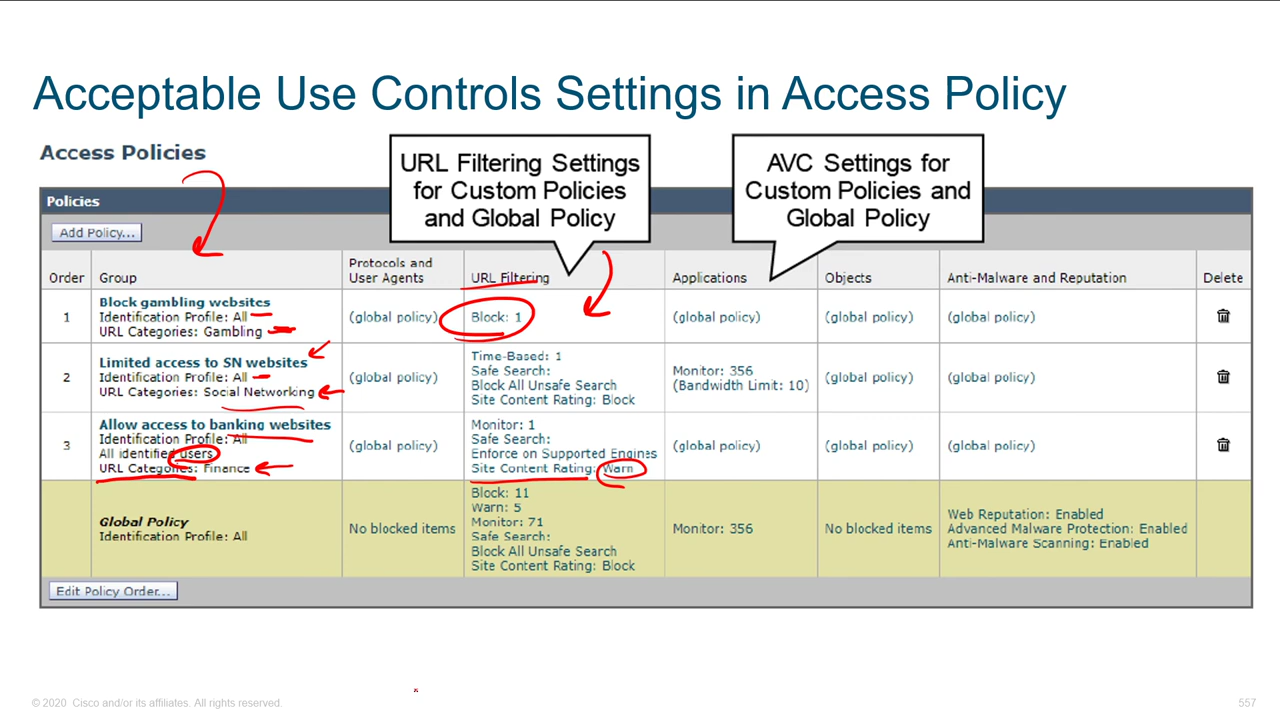 Acceptable Use Controls Settings in Access Policy
Access Policies
URL Filtering Settings
for Custom Policies
and Global Policy
AVC Settings for
Custom Policies and
Global Policy
Policies
Add Policy...
Order
Group
Protocols and
User Agents
URL Filtering
Applications
Objects
Anti-Malware and Reputation
Delete
1
Block gambling websites
Identification Profile: All
URL Categories: Gambling
(global policy)
Block: 1
(global policy)
(global policy)
(global policy)
2
Limited access to SN websites
Identification Profile: All
URL Categories: Social Networking
(global policy)
Time-Based: 1
Safe Search:
Block All Unsafe Search
Site Content Rating: Block
Monitor: 356
(Bandwidth Limit: 10)
(global policy)
(global policy)
3
Allow access to banking websites
Identification Profile: All
All identified users
URL Categories: Finance
(global policy)
Monitor: 1
Safe Search:
Enforce on Supported Engines
Site Content Rating: Warn
(global policy)
(global policy)
(global policy)
Global Policy
Identification Profile: All
No blocked items
Block: 11
Warn: 5
Monitor: 71
Safe Search:
Block All Unsafe Search
Site Content Rating: Block
Monitor: 356
No blocked items
Web Reputation: Enabled
Advanced Malware Protection: Enabled
Anti-Malware Scanning: Enabled
Edit Policy Order...
© 2020 Cisco and/or its affiliates. All rights reserved.
557